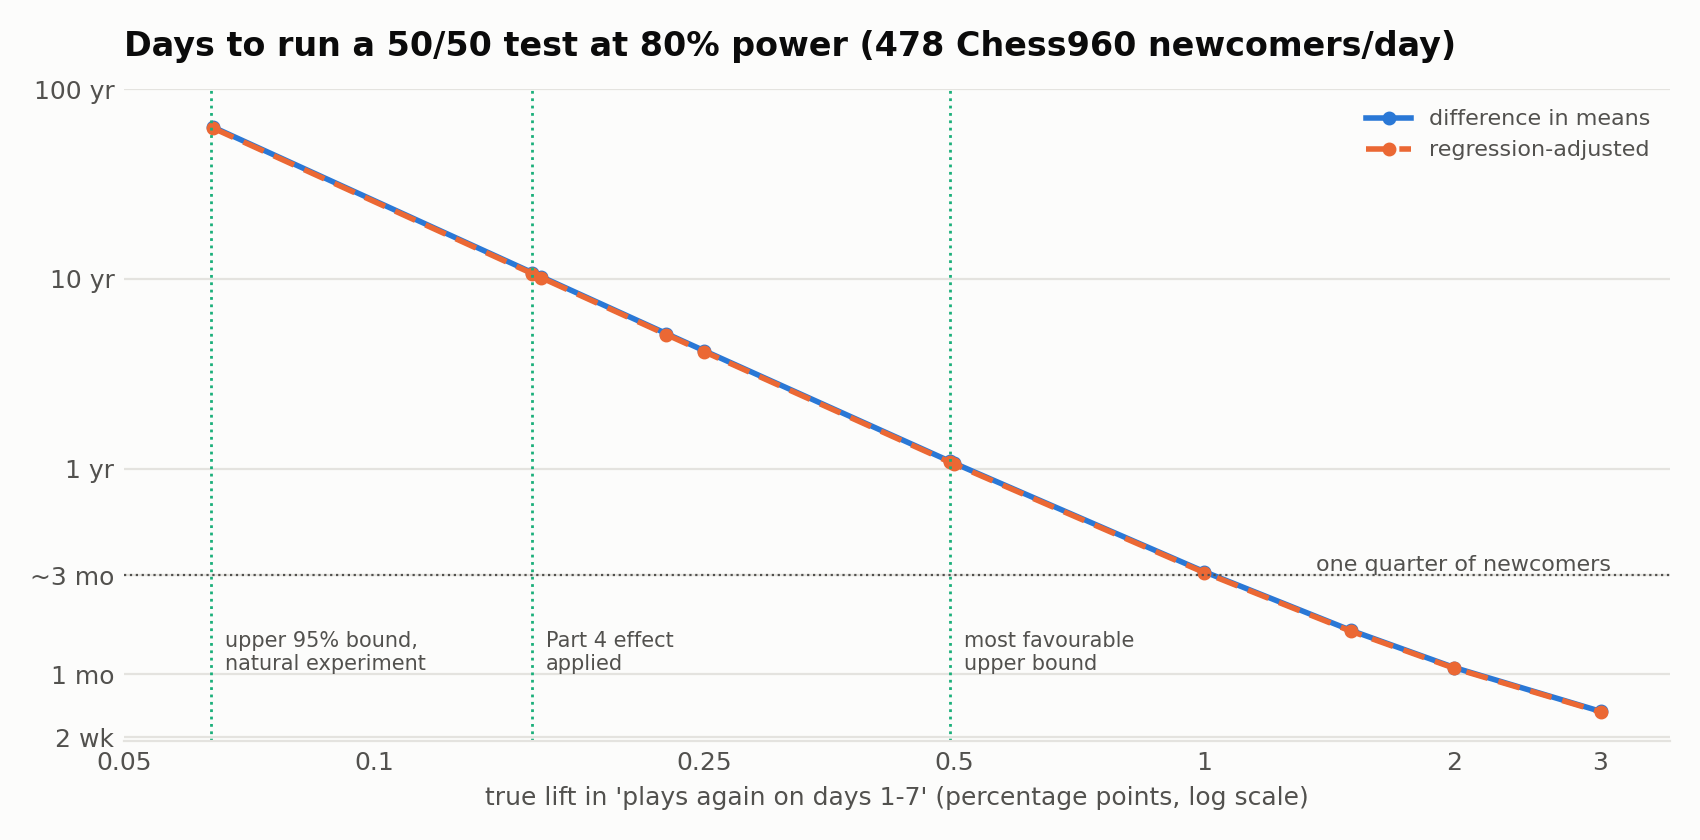 Days to run a 50/50 test at 80% power (478 Chess960 newcomers/day)
100 yr
10 yr
1 yr
~3 mo
1 mo
2 wk
difference in means
regression-adjusted
one quarter of newcomers
upper 95% bound,
natural experiment
Part 4 effect
applied
most favourable
upper bound
0.05
0.1
0.25
0.5
1
2
3
true lift in 'plays again on days 1-7' (percentage points, log scale)